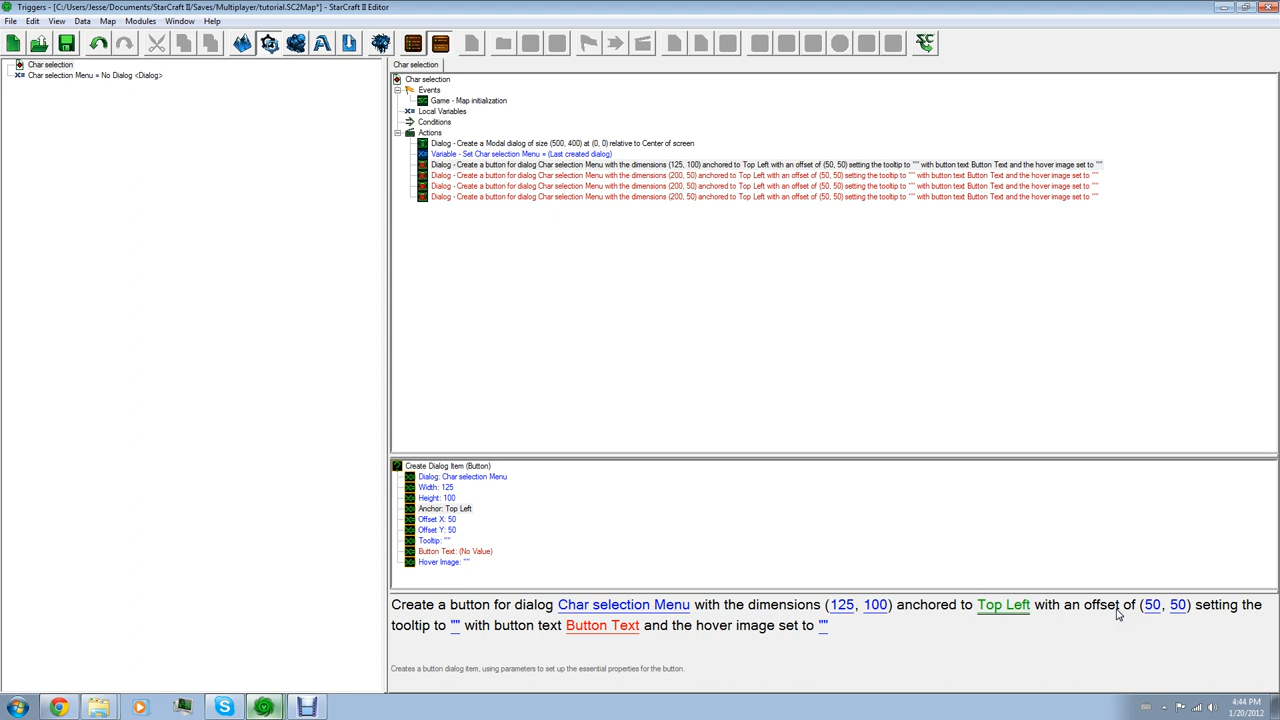 Triggers - [C:/Users/Jesse/Documents/StarCraft II/Saves/Multiplayer/tutorial.SC2Map*] - StarCraft II Editor
File Edit View Data Map Modules Window Help
Char selection
Char selection Menu = No Dialog <Dialog>
Char selection
Char selection
Events
Game - Map initialization
Local Variables
Conditions
Actions
Dialog - Create a Modal dialog of size (500, 400) at (0, 0) relative to Center of screen
Variable - Set Char selection Menu = (Last created dialog)
Dialog - Create a button for dialog Char selection Menu with the dimensions (125, 100) anchored to Top Left with an offset of (50, 50) setting the tooltip to "" with button text Button Text and the hover image set to ""
Dialog - Create a button for dialog Char selection Menu with the dimensions (200, 50) anchored to Top Left with an offset of (50, 50) setting the tooltip to "" with button text Button Text and the hover image set to ""
Dialog - Create a button for dialog Char selection Menu with the dimensions (200, 50) anchored to Top Left with an offset of (50, 50) setting the tooltip to "" with button text Button Text and the hover image set to ""
Dialog - Create a button for dialog Char selection Menu with the dimensions (200, 50) anchored to Top Left with an offset of (50, 50) setting the tooltip to "" with button text Button Text and the hover image set to ""
Create Dialog Item (Button)
Dialog: Char selection Menu
Width: 125
Height: 100
Anchor: Top Left
Offset X: 50
Offset Y: 50
Tooltip: ""
Button Text: (No Value)
Hover Image: ""
Create a button for dialog Char selection Menu with the dimensions (125, 100) anchored to Top Left with an offset of (50, 50) setting the
tooltip to "" with button text Button Text and the hover image set to ""
Creates a button dialog item, using parameters to set up the essential properties for the button.
4:44 PM
1/20/2012